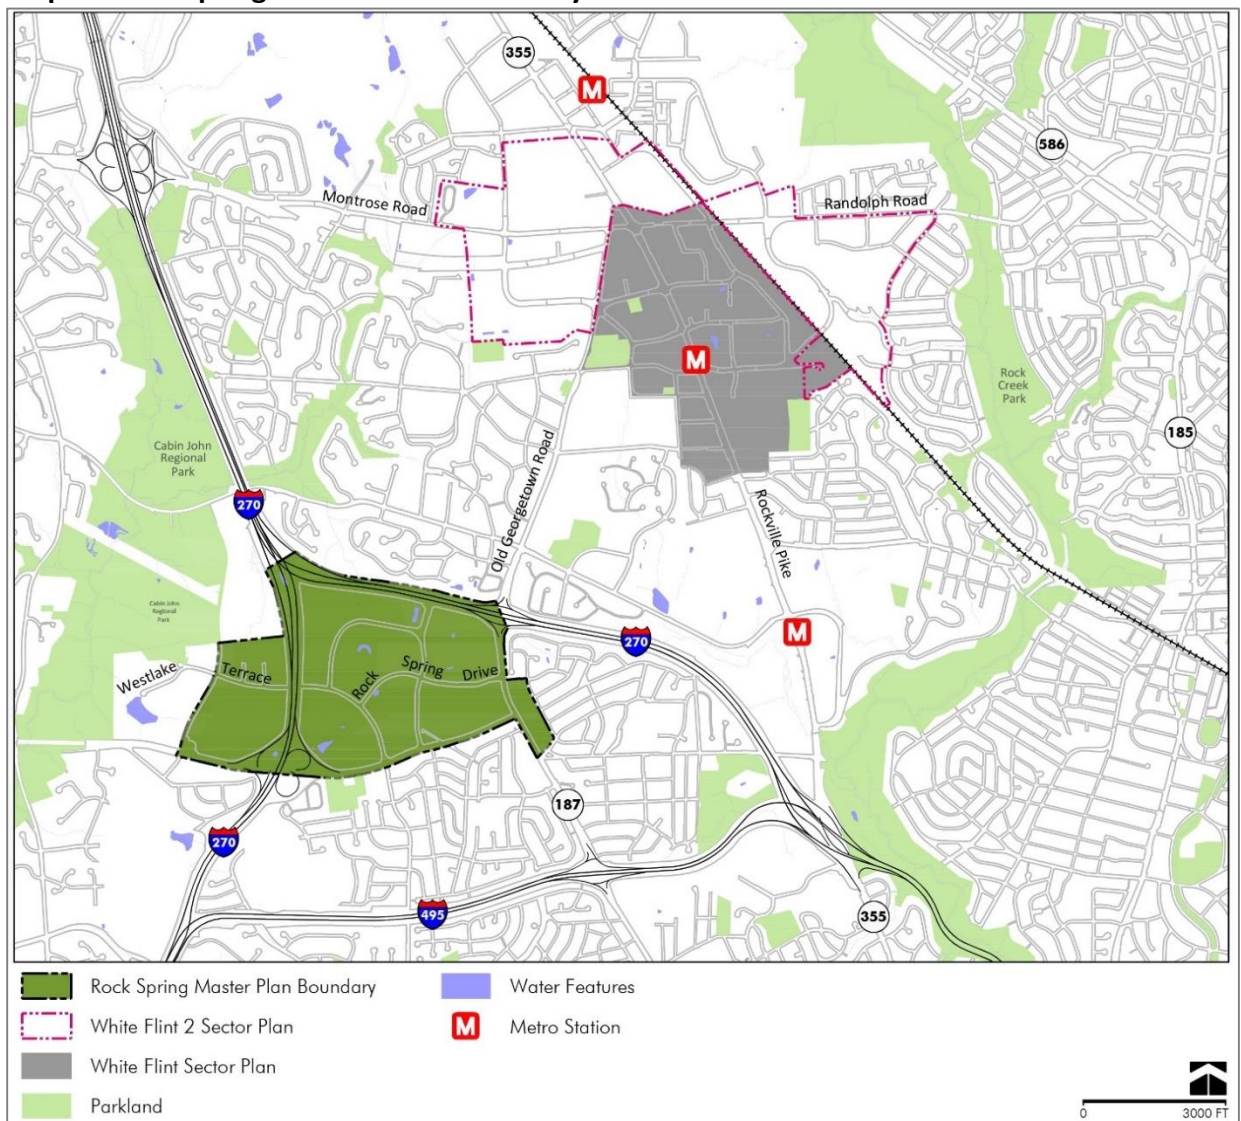 355
M
586
Montrose Road
Randolph Road
M
Rock
Creek
Park
185
Cabin John
Regional
Park
Old Georgetown Road
270
Rockville Pike
Cabin John
Regional
Park
M
270
Westlake
Terrace
Rock
Spring
Drive
187
270
495
355
Rock Spring Master Plan Boundary
White Flint 2 Sector Plan
White Flint Sector Plan
Parkland
Water Features
M
Metro Station
0
3000 FT